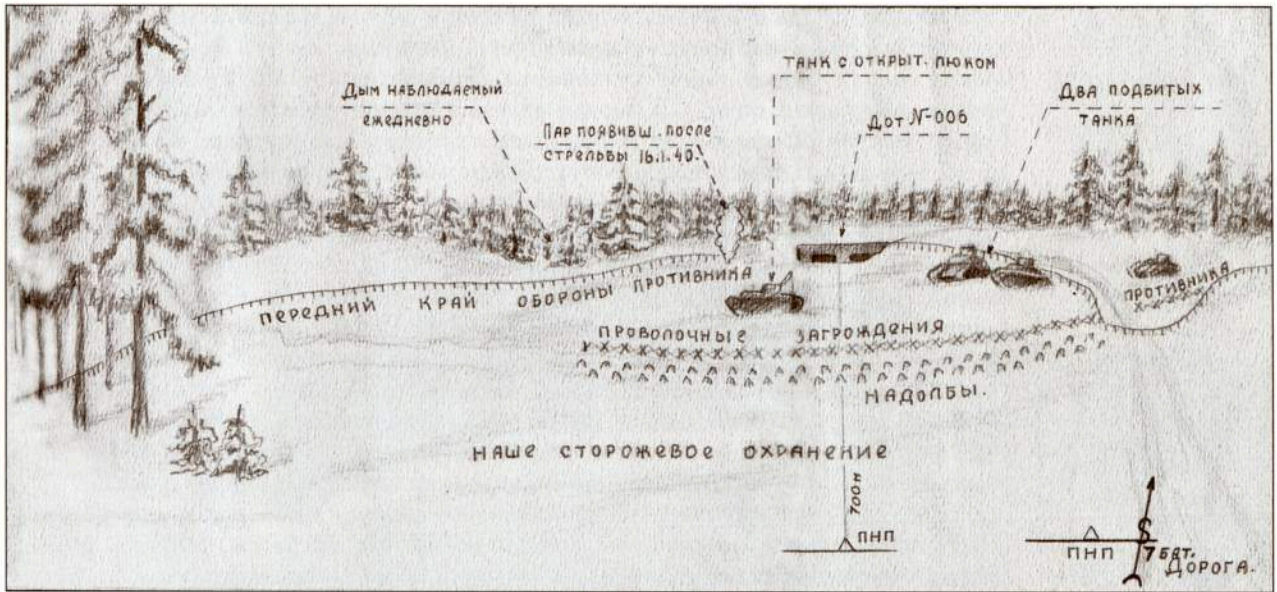 Танк с открыт. люком
Дым наблюдаемый
ежедневно
Пар появивш. после
стрельбы 16.1.40.
Дот №-006
Два подбитых
танка
ПЕРЕДНИЙ КРАЙ ОБОРОНЫ ПРОТИВНИКА
ПРОТИВНИКА
ПРОВОЛОЧНЫЕ ЗАГРОЖДЕНИЯ
НАДОЛБЫ.
НАШЕ СТОРОЖЕВОЕ ОХРАНЕНИЕ
700м
ПНП
ПНП
7 БАТ.
ДОРОГА.